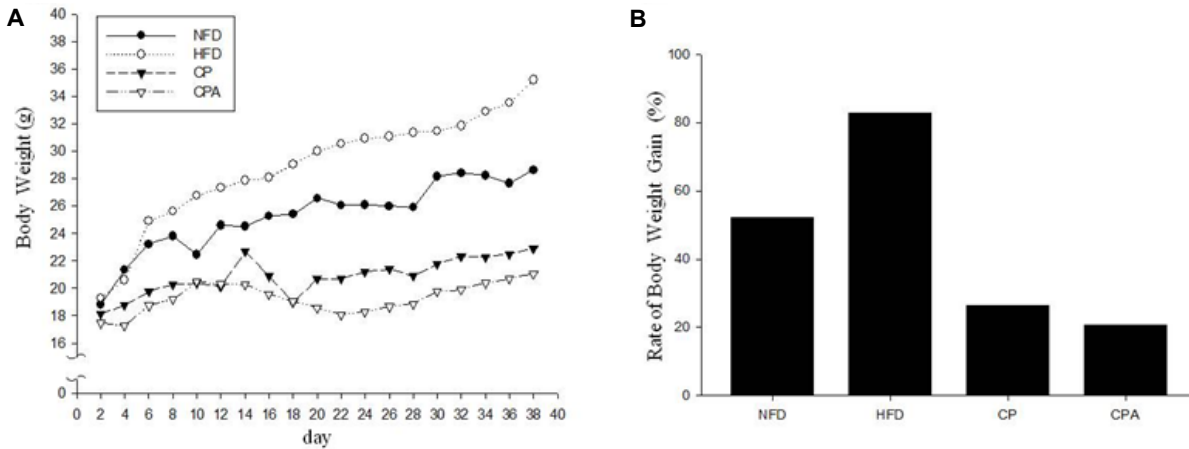 A
Body Weight (g)
40
38
36
34
32
30
28
26
24
22
20
18
16
0
NFD
HFD
CP
CPA
0 2 4 6 8 10 12 14 16 18 20 22 24 26 28 30 32 34 36 38 40
day
B
Rate of Body Weight Gain (%)
100
80
60
40
20
0
NFD HFD CP CPA